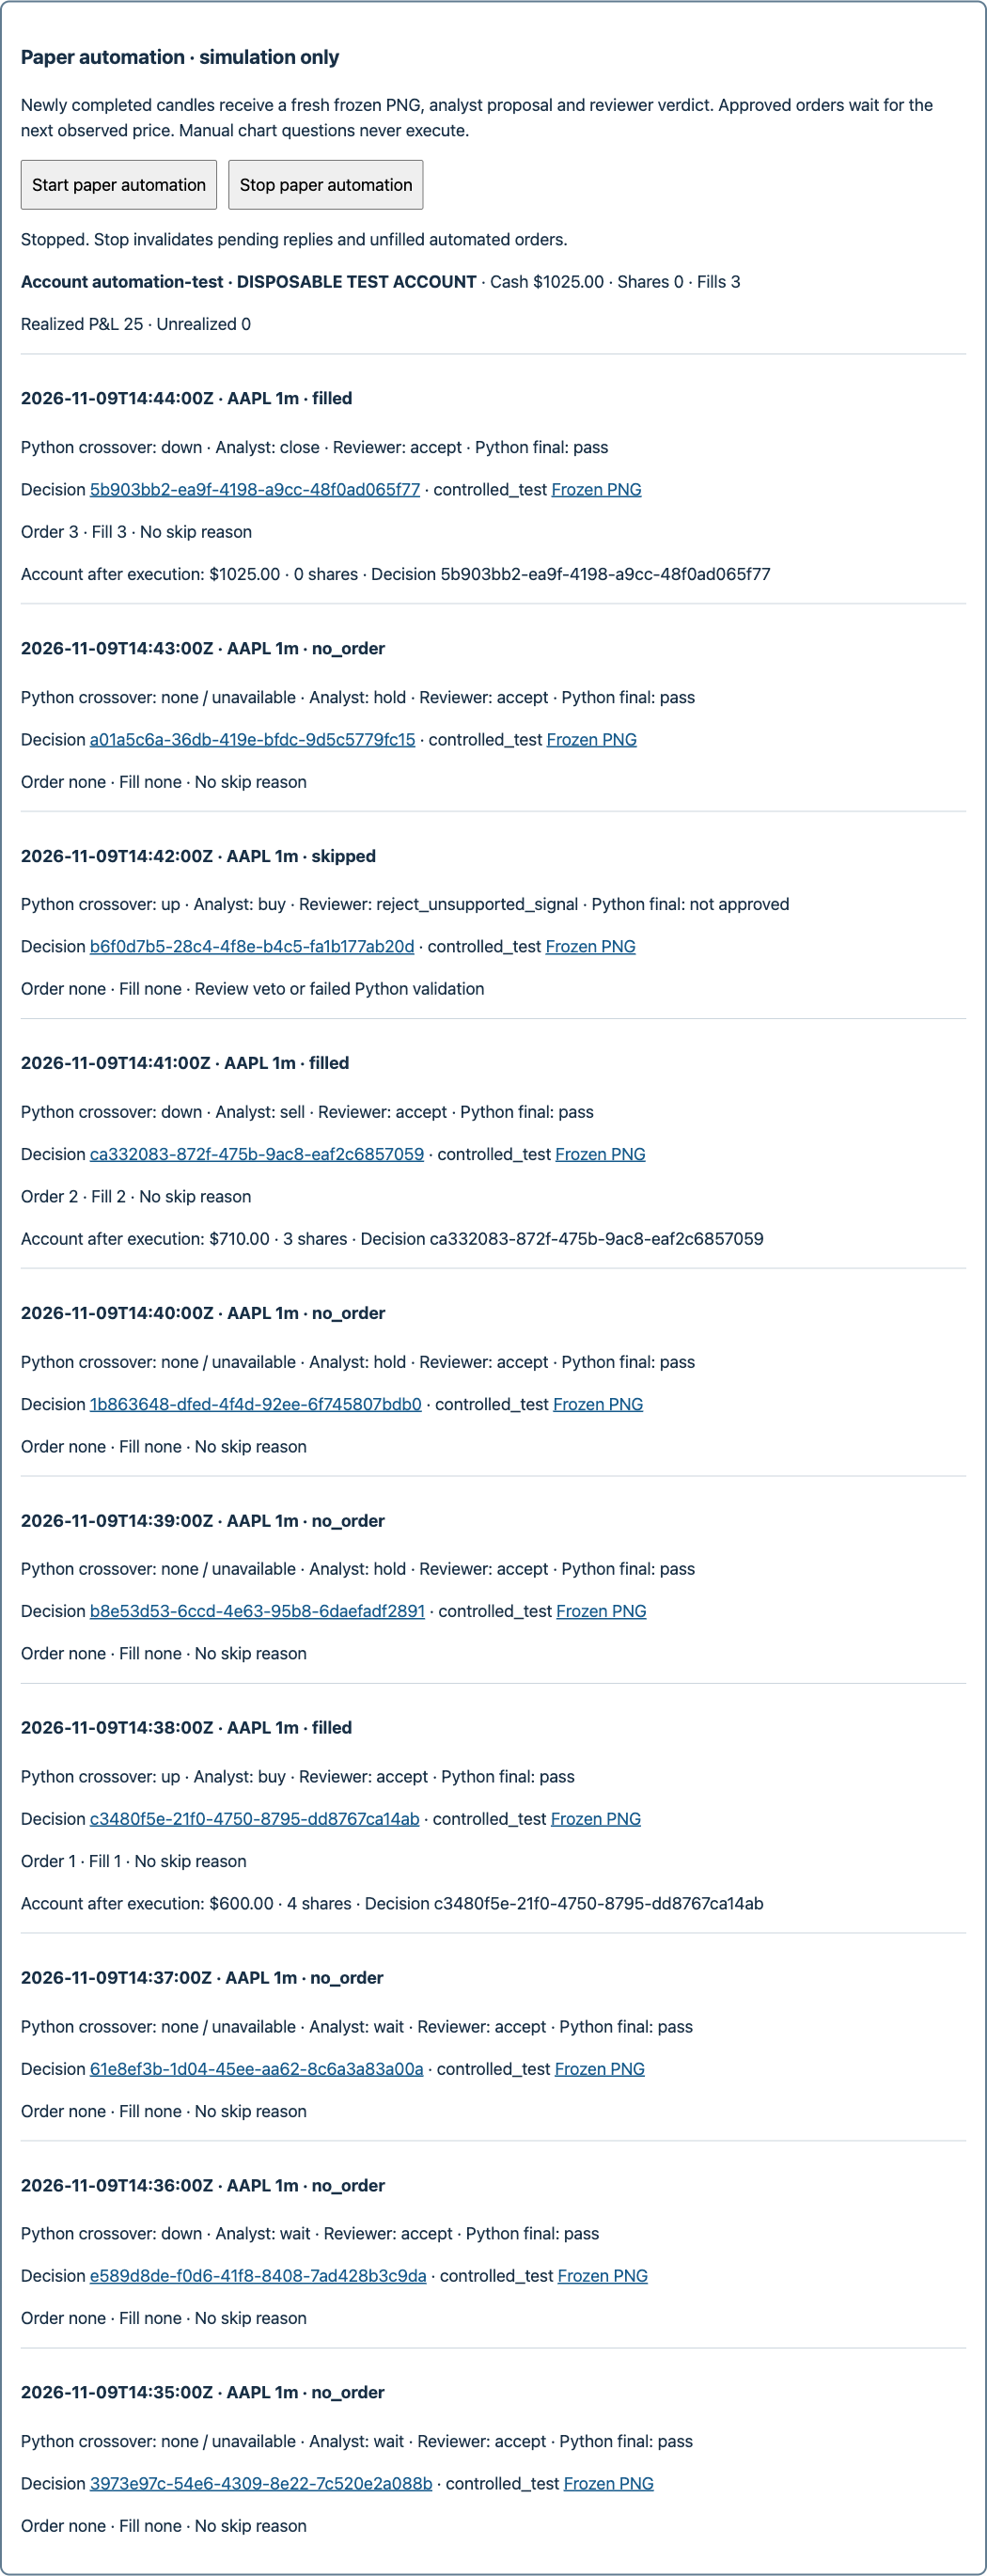 Paper automation · simulation only
Newly completed candles receive a fresh frozen PNG, analyst proposal and reviewer verdict. Approved orders wait for the
next observed price. Manual chart questions never execute.
Start paper automation Stop paper automation
Stopped. Stop invalidates pending replies and unfilled automated orders.
Account automation-test · DISPOSABLE TEST ACCOUNT · Cash $1025.00 · Shares 0 · Fills 3
Realized P&L 25 · Unrealized 0
2026-11-09T14:44:00Z · AAPL 1m · filled
Python crossover: down · Analyst: close · Reviewer: accept · Python final: pass
Decision 5b903bb2-ea9f-4198-a9cc-48f0ad065f77 · controlled_test Frozen PNG
Order 3 · Fill 3 · No skip reason
Account after execution: $1025.00 · 0 shares · Decision 5b903bb2-ea9f-4198-a9cc-48f0ad065f77
2026-11-09T14:43:00Z · AAPL 1m · no_order
Python crossover: none / unavailable · Analyst: hold · Reviewer: accept · Python final: pass
Decision a01a5c6a-36db-419e-bfdc-9d5c5779fc15 · controlled_test Frozen PNG
Order none · Fill none · No skip reason
2026-11-09T14:42:00Z · AAPL 1m · skipped
Python crossover: up · Analyst: buy · Reviewer: reject_unsupported_signal · Python final: not approved
Decision b6f0d7b5-28c4-4f8e-b4c5-fa1b177ab20d · controlled_test Frozen PNG
Order none · Fill none · Review veto or failed Python validation
2026-11-09T14:41:00Z · AAPL 1m · filled
Python crossover: down · Analyst: sell · Reviewer: accept · Python final: pass
Decision ca332083-872f-475b-9ac8-eaf2c6857059 · controlled_test Frozen PNG
Order 2 · Fill 2 · No skip reason
Account after execution: $710.00 · 3 shares · Decision ca332083-872f-475b-9ac8-eaf2c6857059
2026-11-09T14:40:00Z · AAPL 1m · no_order
Python crossover: none / unavailable · Analyst: hold · Reviewer: accept · Python final: pass
Decision 1b863648-dfed-4f4d-92ee-6f745807bdb0 · controlled_test Frozen PNG
Order none · Fill none · No skip reason
2026-11-09T14:39:00Z · AAPL 1m · no_order
Python crossover: none / unavailable · Analyst: hold · Reviewer: accept · Python final: pass
Decision b8e53d53-6ccd-4e63-95b8-6daefadf2891 · controlled_test Frozen PNG
Order none · Fill none · No skip reason
2026-11-09T14:38:00Z · AAPL 1m · filled
Python crossover: up · Analyst: buy · Reviewer: accept · Python final: pass
Decision c3480f5e-21f0-4750-8795-dd8767ca14ab · controlled_test Frozen PNG
Order 1 · Fill 1 · No skip reason
Account after execution: $600.00 · 4 shares · Decision c3480f5e-21f0-4750-8795-dd8767ca14ab
2026-11-09T14:37:00Z · AAPL 1m · no_order
Python crossover: none / unavailable · Analyst: wait · Reviewer: accept · Python final: pass
Decision 61e8ef3b-1d04-45ee-aa62-8c6a3a83a00a · controlled_test Frozen PNG
Order none · Fill none · No skip reason
2026-11-09T14:36:00Z · AAPL 1m · no_order
Python crossover: down · Analyst: wait · Reviewer: accept · Python final: pass
Decision e589d8de-f0d6-41f8-8408-7ad428b3c9da · controlled_test Frozen PNG
Order none · Fill none · No skip reason
2026-11-09T14:35:00Z · AAPL 1m · no_order
Python crossover: none / unavailable · Analyst: wait · Reviewer: accept · Python final: pass
Decision 3973e97c-54e6-4309-8e22-7c520e2a088b · controlled_test Frozen PNG
Order none · Fill none · No skip reason